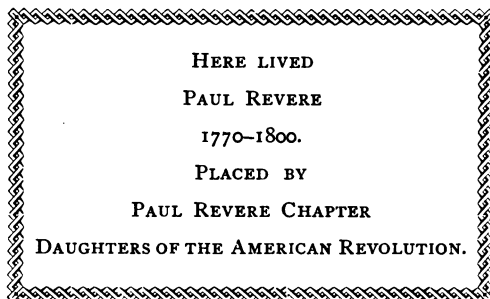 Here lived
Paul Revere
1770–1800.
Placed by
Paul Revere Chapter
Daughters of the American Revolution.